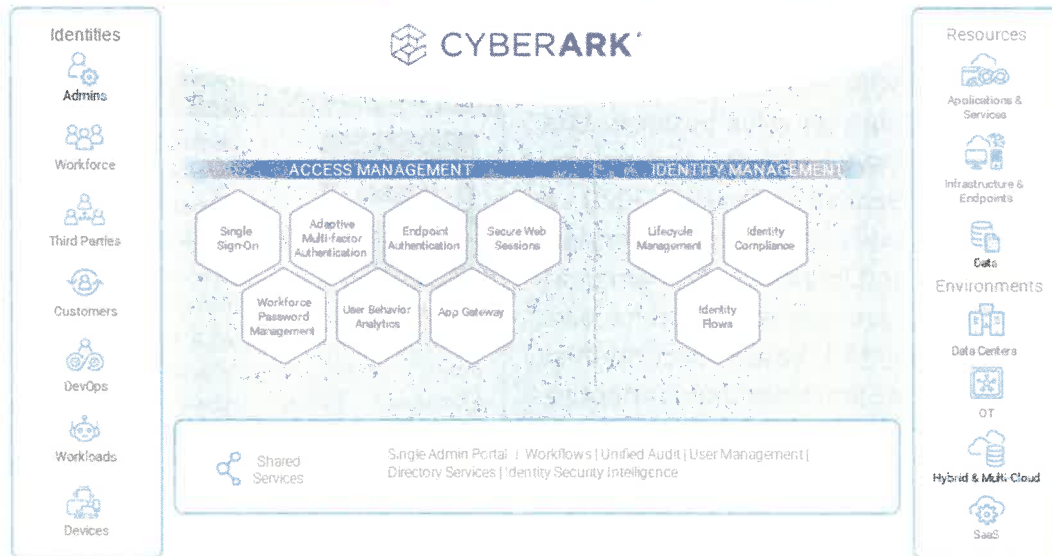 Identities
Admins
Workforce
Third Parties
Customers
DevOps
Workloads
Devices
CYBERARK
ACCESS MANAGEMENT
Single
Sign-On
Adaptive
Multi-factor
Authentication
Endpoint
Authentication
Secure Web
Sessions
Workforce
Password
Management
User Behavior
Analytics
App Gateway
IDENTITY MANAGEMENT
Lifecycle
Management
Identity
Compliance
Identity
Flows
Shared
Services
Single Admin Portal | Workflows | Unified Audit | User Management |
Directory Services | Identity Security Intelligence
Resources
Applications &
Services
Infrastructure &
Endpoints
Data
Environments
Data Centers
OT
Hybrid & Multi-Cloud
SaaS